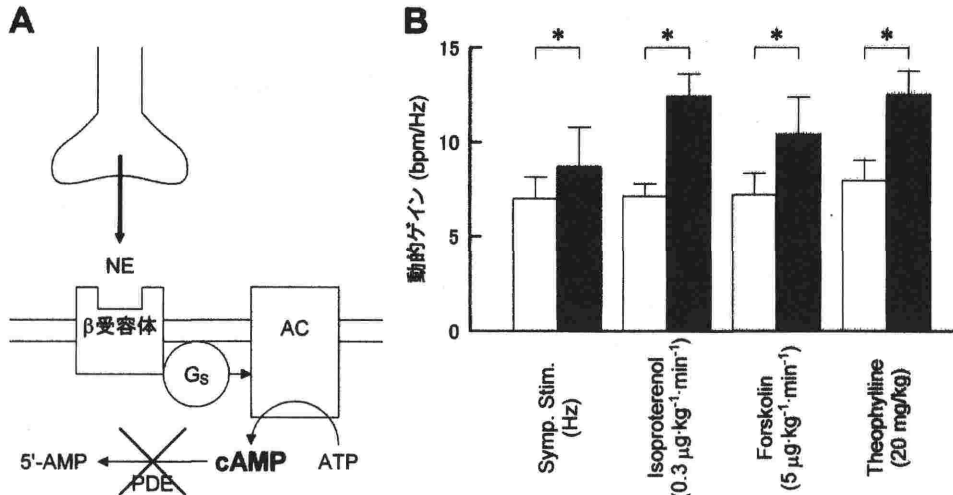 A
NE
β受容体
AC
Gs
5'-AMP
PDE
cAMP
ATP
B
動的ゲイン (bpm/Hz)
15
10
5
0
*
*
*
*
Symp. Stim.
(Hz)
Isoproterenol
(0.3 μg·kg⁻¹·min⁻¹)
Forskolin
(5 μg·kg⁻¹·min⁻¹)
Theophylline
(20 mg/kg)